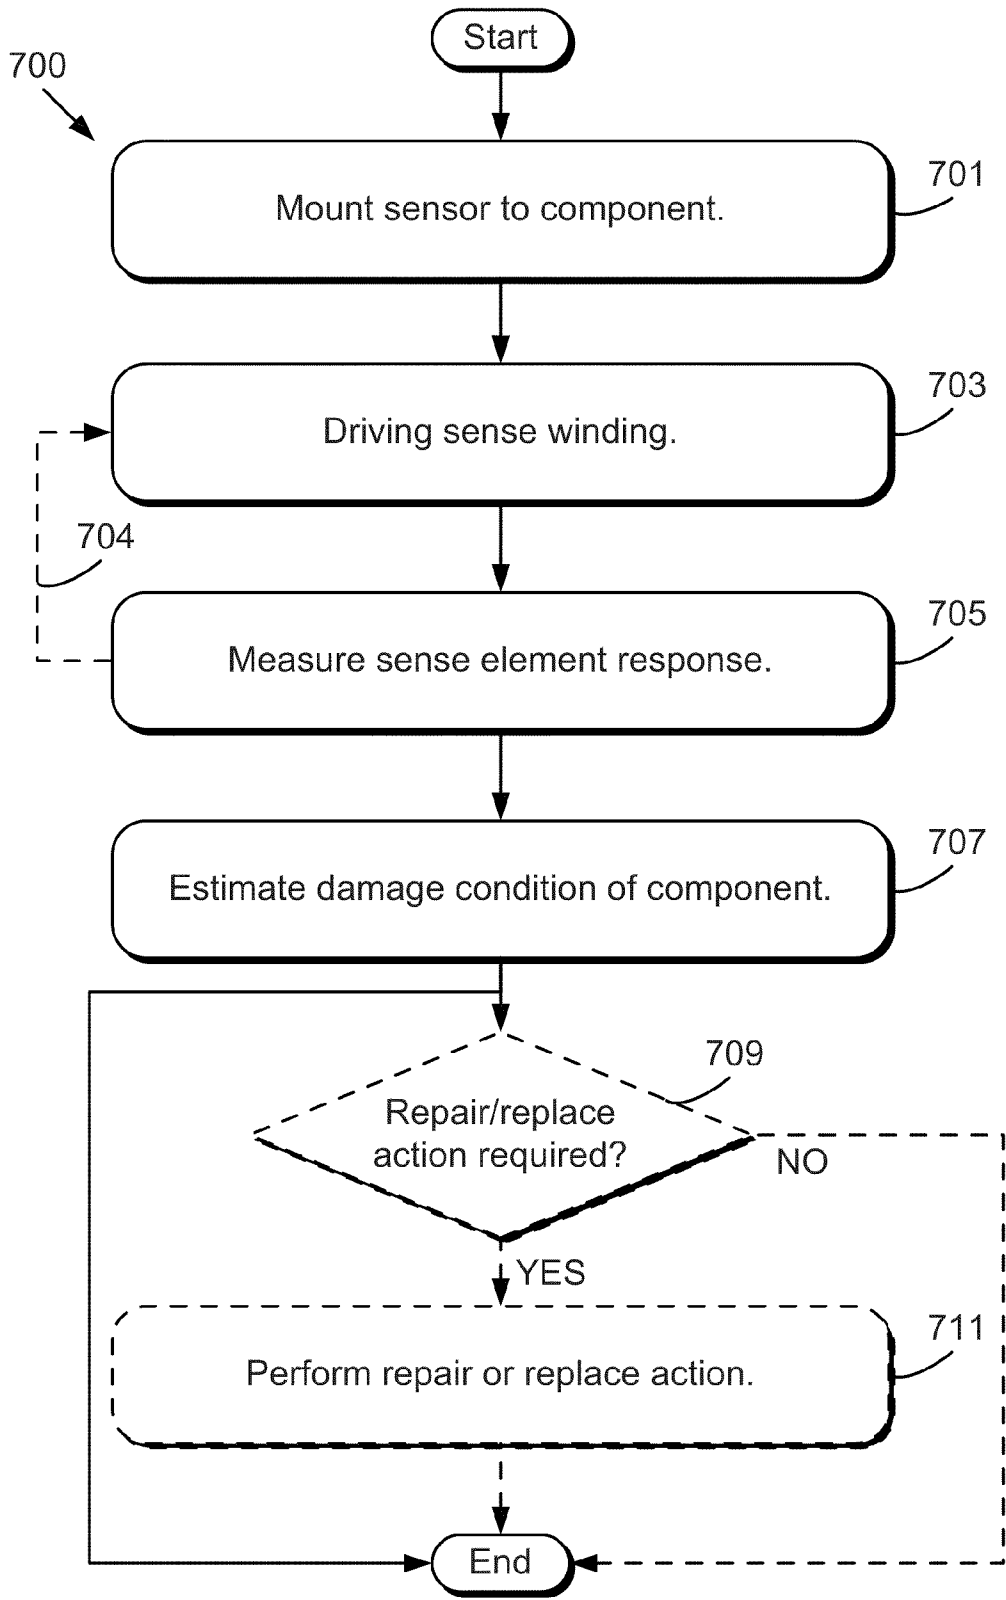 Start
700
701
Mount sensor to component.
703
Driving sense winding.
704
705
Measure sense element response.
707
Estimate damage condition of component.
709
Repair/replace
action required?
NO
YES
711
Perform repair or replace action.
End